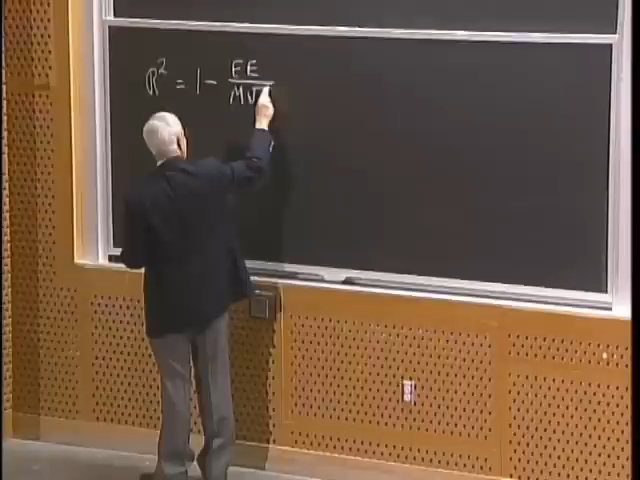 R² = 1 - EE/MV